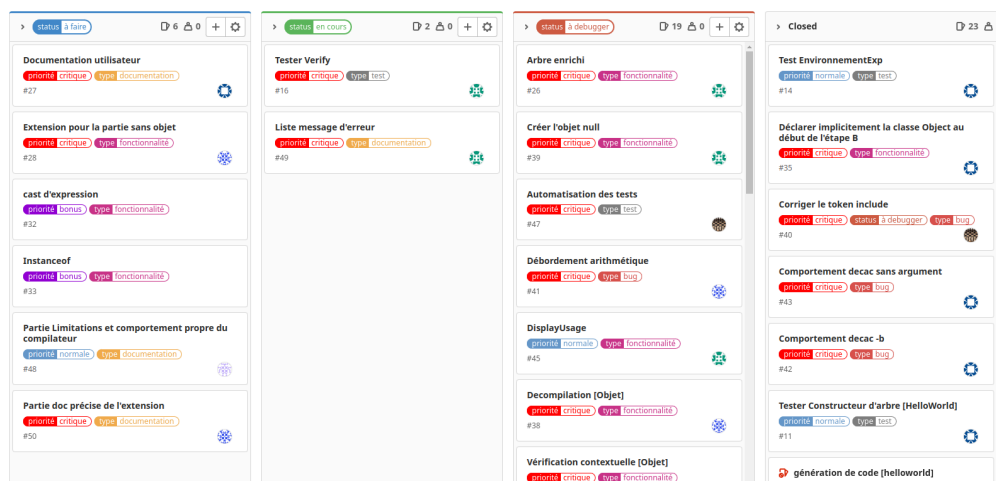 status à faire 6 0
Documentation utilisateur
priorité critique type documentation
#27
Extension pour la partie sans objet
priorité critique type fonctionnalité
#28
cast d'expression
priorité bonus type fonctionnalité
#32
Instanceof
priorité bonus type fonctionnalité
#33
Partie Limitations et comportement propre du
compilateur
priorité normale type documentation
#48
Partie doc précise de l'extension
priorité critique type documentation
#50
status en cours 2 0
Tester Verify
priorité critique type test
#16
Liste message d'erreur
priorité critique type documentation
#49
status à debugger 19 0
Arbre enrichi
priorité critique type fonctionnalité
#26
Créer l'objet null
priorité critique type fonctionnalité
#39
Automatisation des tests
priorité critique type test
#47
Débordement arithmétique
priorité critique type bug
#41
DisplayUsage
priorité normale type fonctionnalité
#45
Decompilation [Objet]
priorité critique type fonctionnalité
#38
Vérification contextuelle [Objet]
priorité critique type fonctionnalité
Closed 23
Test EnvironnementExp
priorité normale type test
#14
Déclarer implicitement la classe Object au
début de l'étape B
priorité critique type fonctionnalité
#35
Corriger le token include
priorité critique status à debugger type bug
#40
Comportement decac sans argument
priorité critique type bug
#43
Comportement decac -b
priorité critique type bug
#42
Tester Constructeur d'arbre [HelloWorld]
priorité normale type test
#11
génération de code [helloworld]